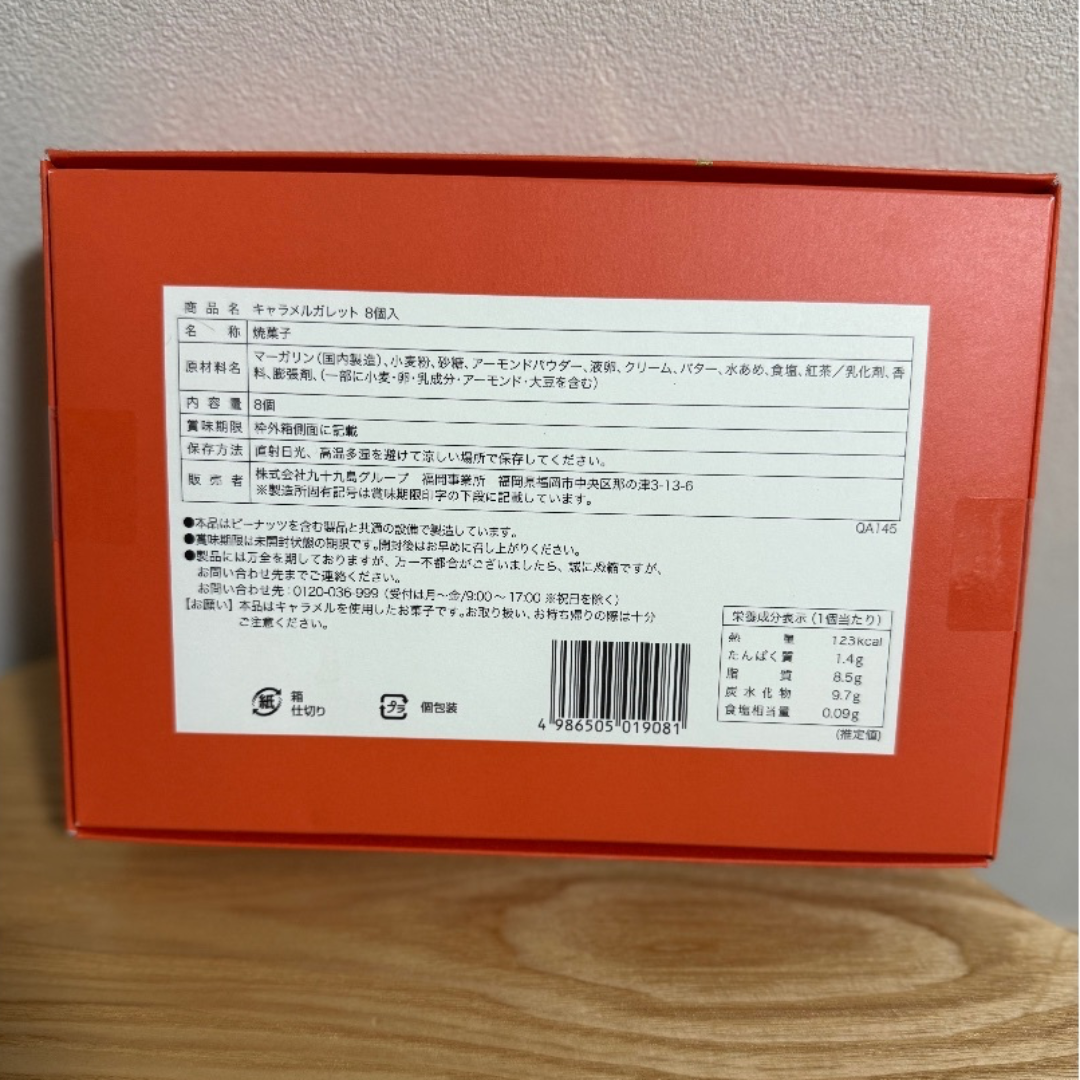 商品名 キャラメルガレット 8個入
名称 焼菓子
原材料名 マーガリン(国内製造)、小麦粉、砂糖、アーモンドパウダー、液卵、クリーム、バター、水あめ、食塩、紅茶/乳化剤、香
料、膨張剤、(一部に小麦・卵・乳成分・アーモンド・大豆を含む)
内容量 8個
賞味期限 枠外箱側面に記載
保存方法 直射日光、高温多湿を避けて涼しい場所で保存してください。
販売者 株式会社九十九島グループ 福岡事業所 福岡県福岡市中央区那の津3-13-6
※製造所固有記号は賞味期限印字の下段に記載しています。
QA145
●本品はピーナッツを含む製品と共通の設備で製造しています。
●賞味期限は未開封状態の期限です。開封後はお早めに召し上がりください。
●製品には万全を期しておりますが、万一不都合がございましたら、誠にお手数ですが、
お問い合わせ先までご連絡ください。
お問い合わせ先:0120-036-999 (受付は月~金/9:00~17:00 ※祝日を除く)
【お願い】本品はキャラメルを使用したお菓子です。お取り扱い、お持ち帰りの際は十分
ご注意ください。
紙 箱
仕切り
プラ 個包装
4 986505 019081
栄養成分表示(1個当たり)
熱量 123kcal
たんぱく質 1.4g
脂質 8.5g
炭水化物 9.7g
食塩相当量 0.09g
(推定値)